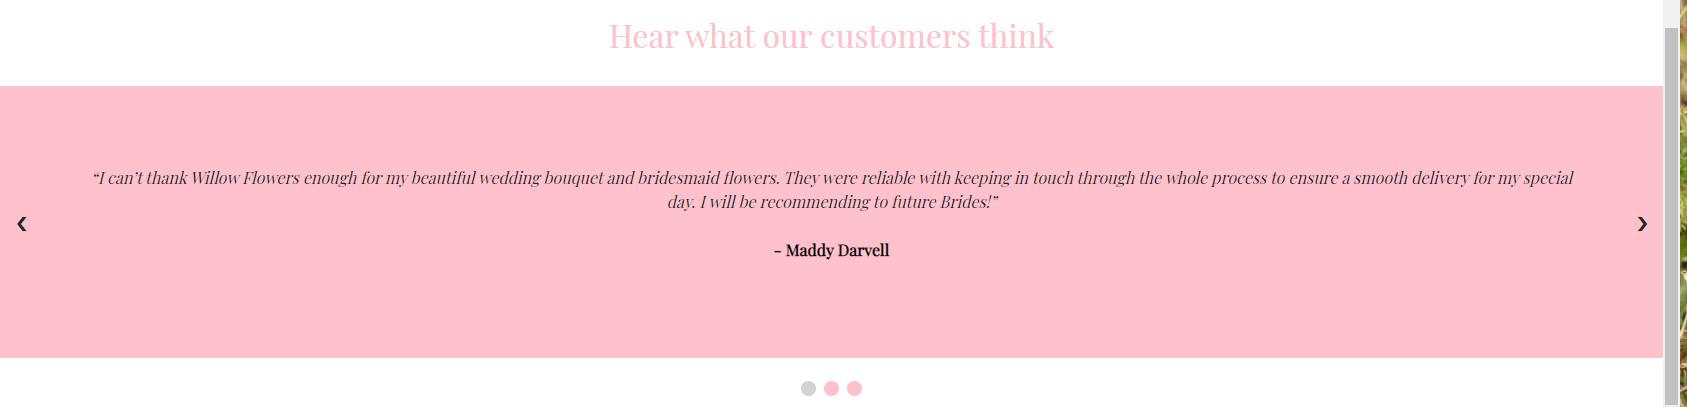 Hear what our customers think
“I can’t thank Willow Flowers enough for my beautiful wedding bouquet and bridesmaid flowers. They were reliable with keeping in touch through the whole process to ensure a smooth delivery for my special
day. I will be recommending to future Brides!”
❮ ❯
- Maddy Darvell